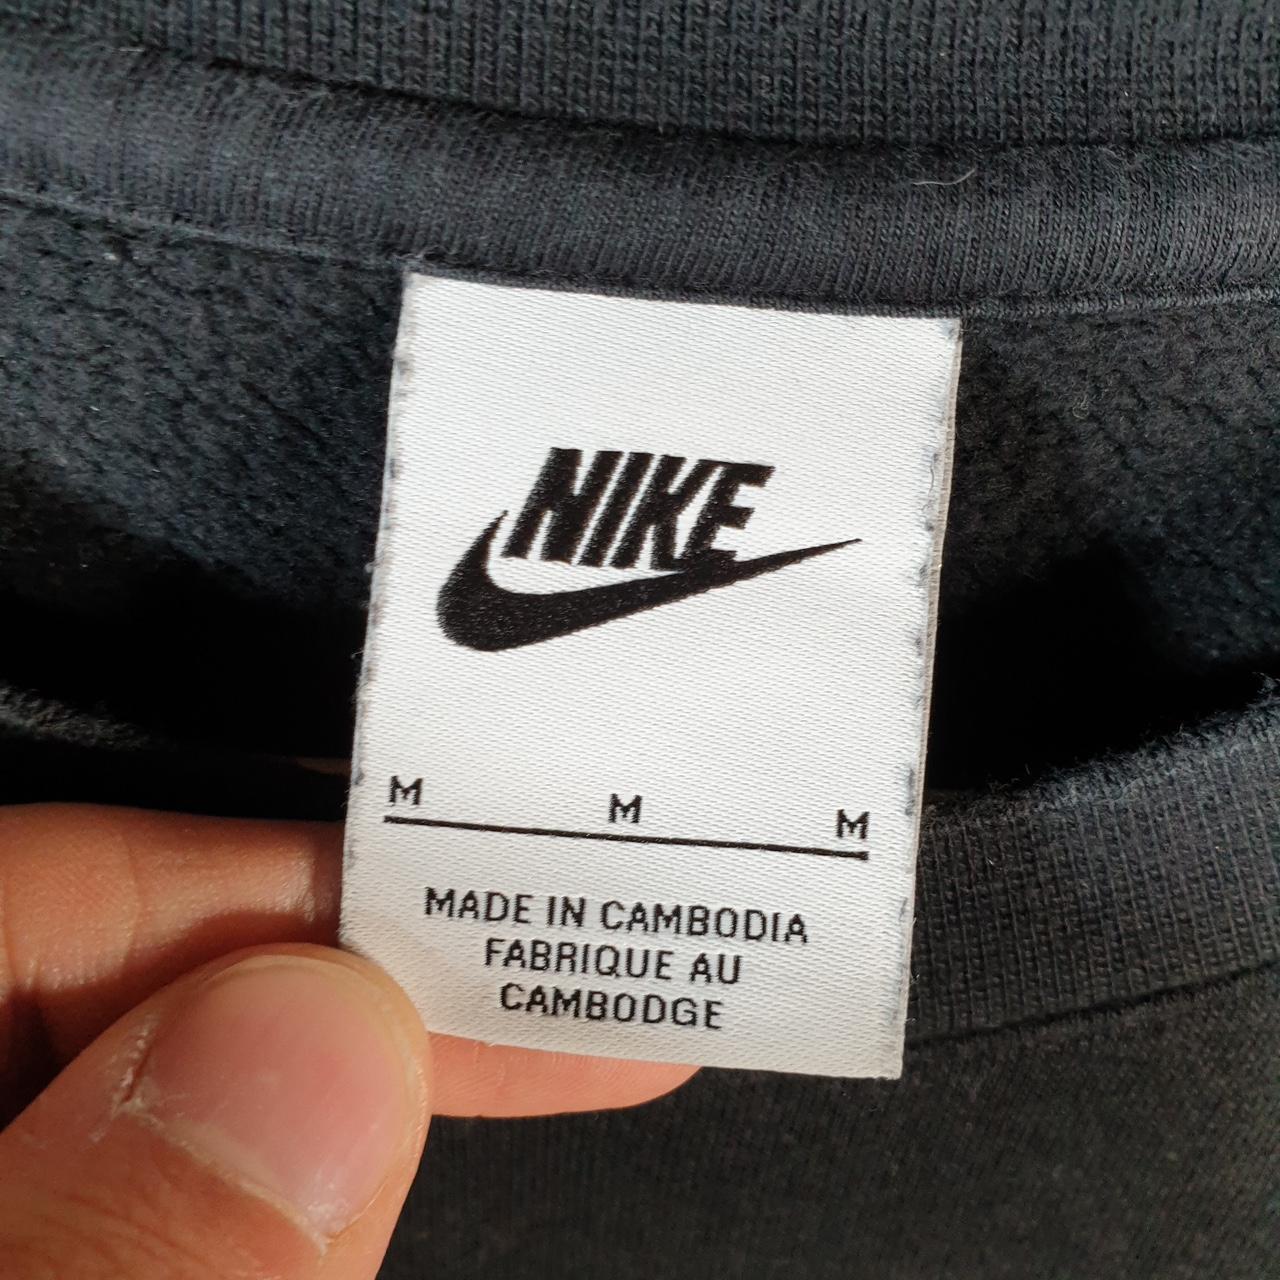 NIKE
M M M
MADE IN CAMBODIA
FABRIQUE AU
CAMBODGE